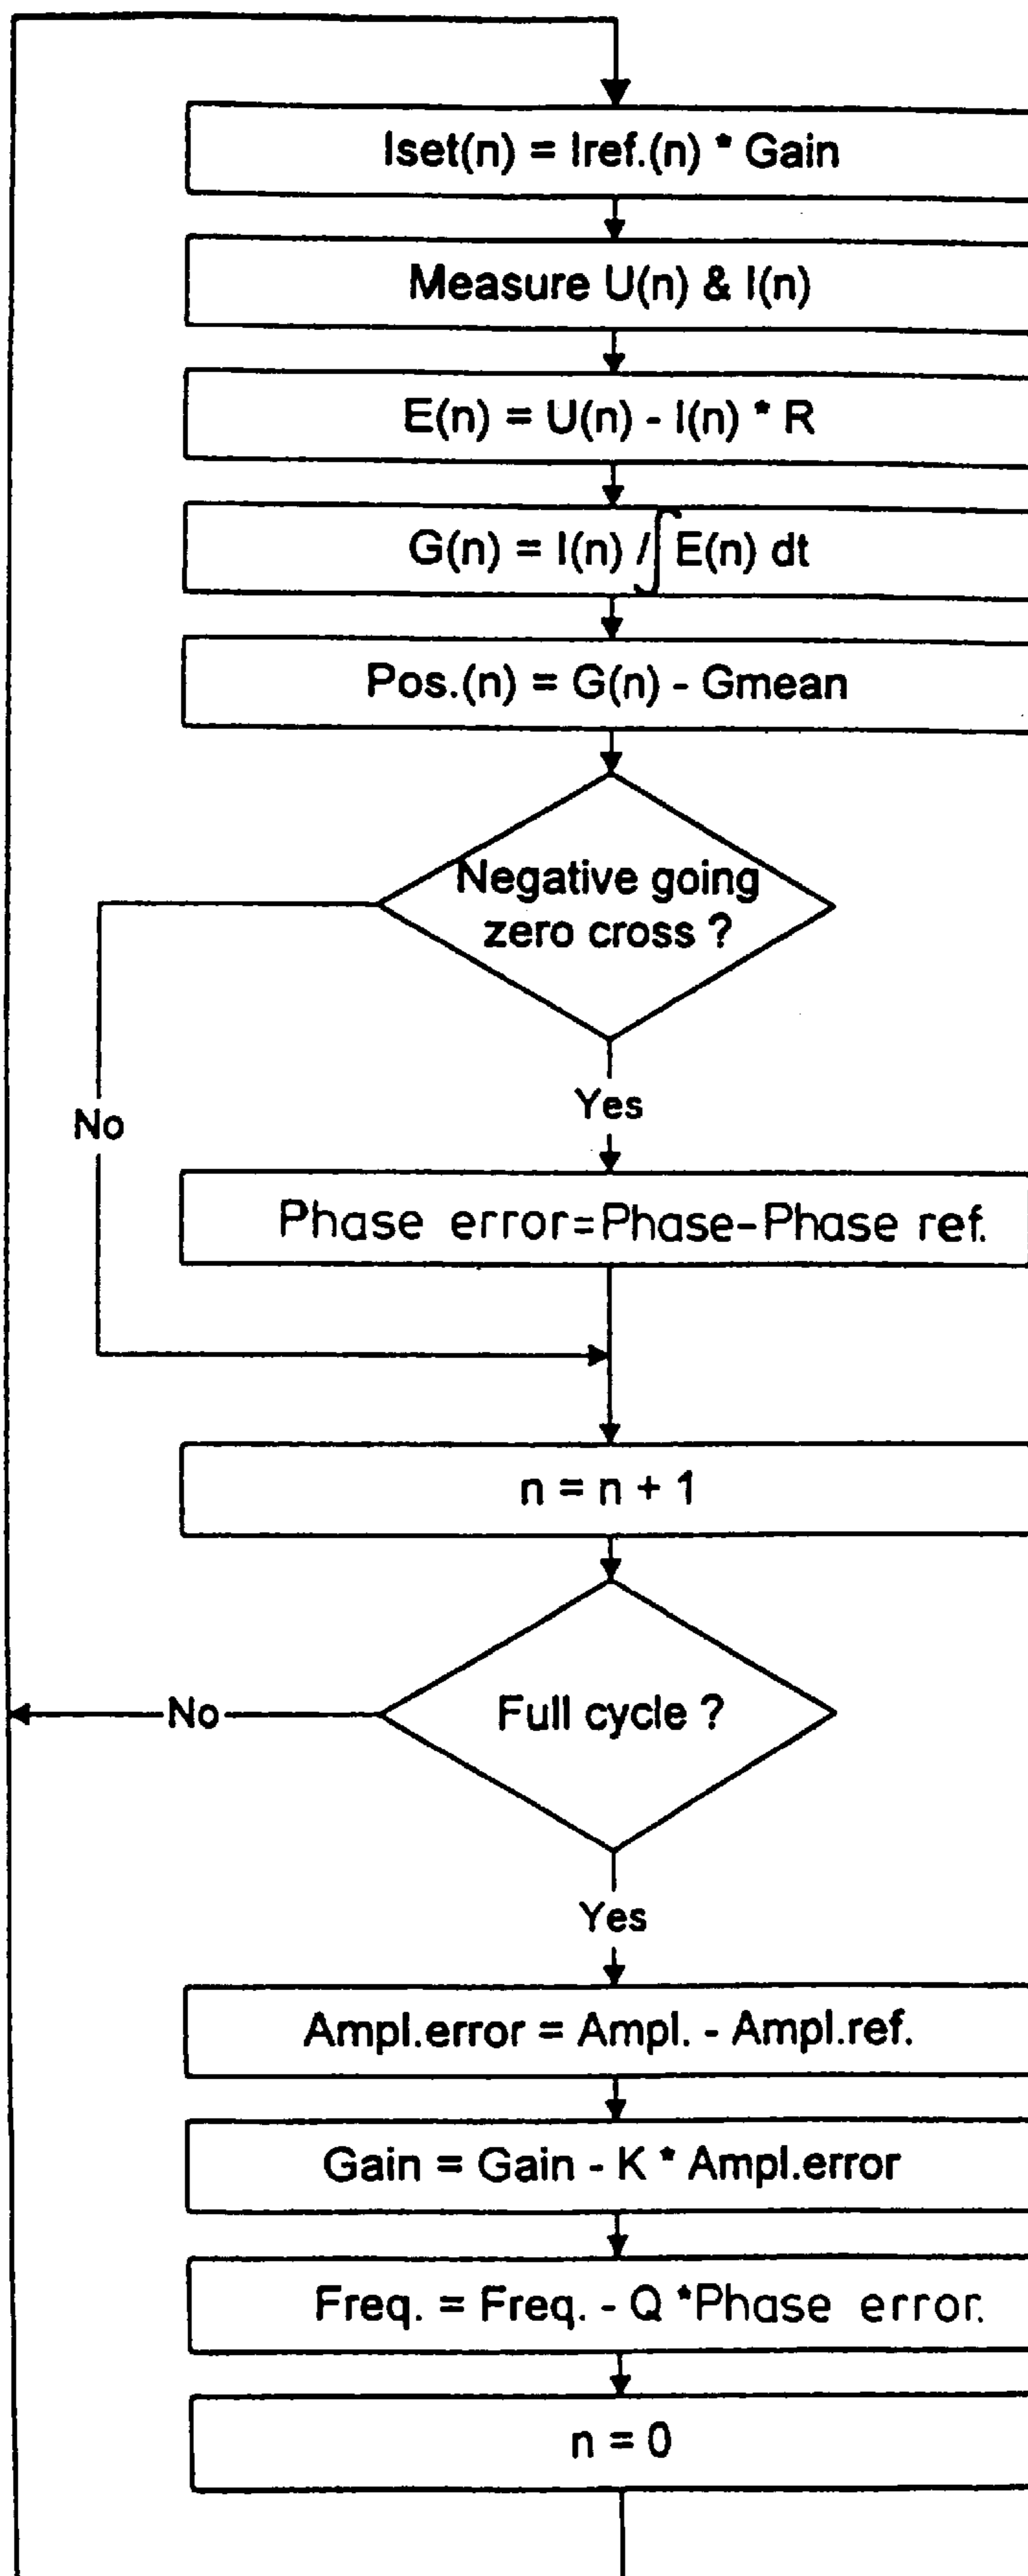 Iset(n) = Iref.(n) * Gain
Measure U(n) & I(n)
E(n) = U(n) - I(n) * R
G(n) = I(n) / ∫ E(n) dt
Pos.(n) = G(n) - Gmean
Negative going
zero cross ?
No
Yes
Phase error=Phase-Phase ref.
n = n + 1
Full cycle ?
No
Yes
Ampl.error = Ampl. - Ampl.ref.
Gain = Gain - K * Ampl.error
Freq. = Freq. - Q *Phase error.
n = 0